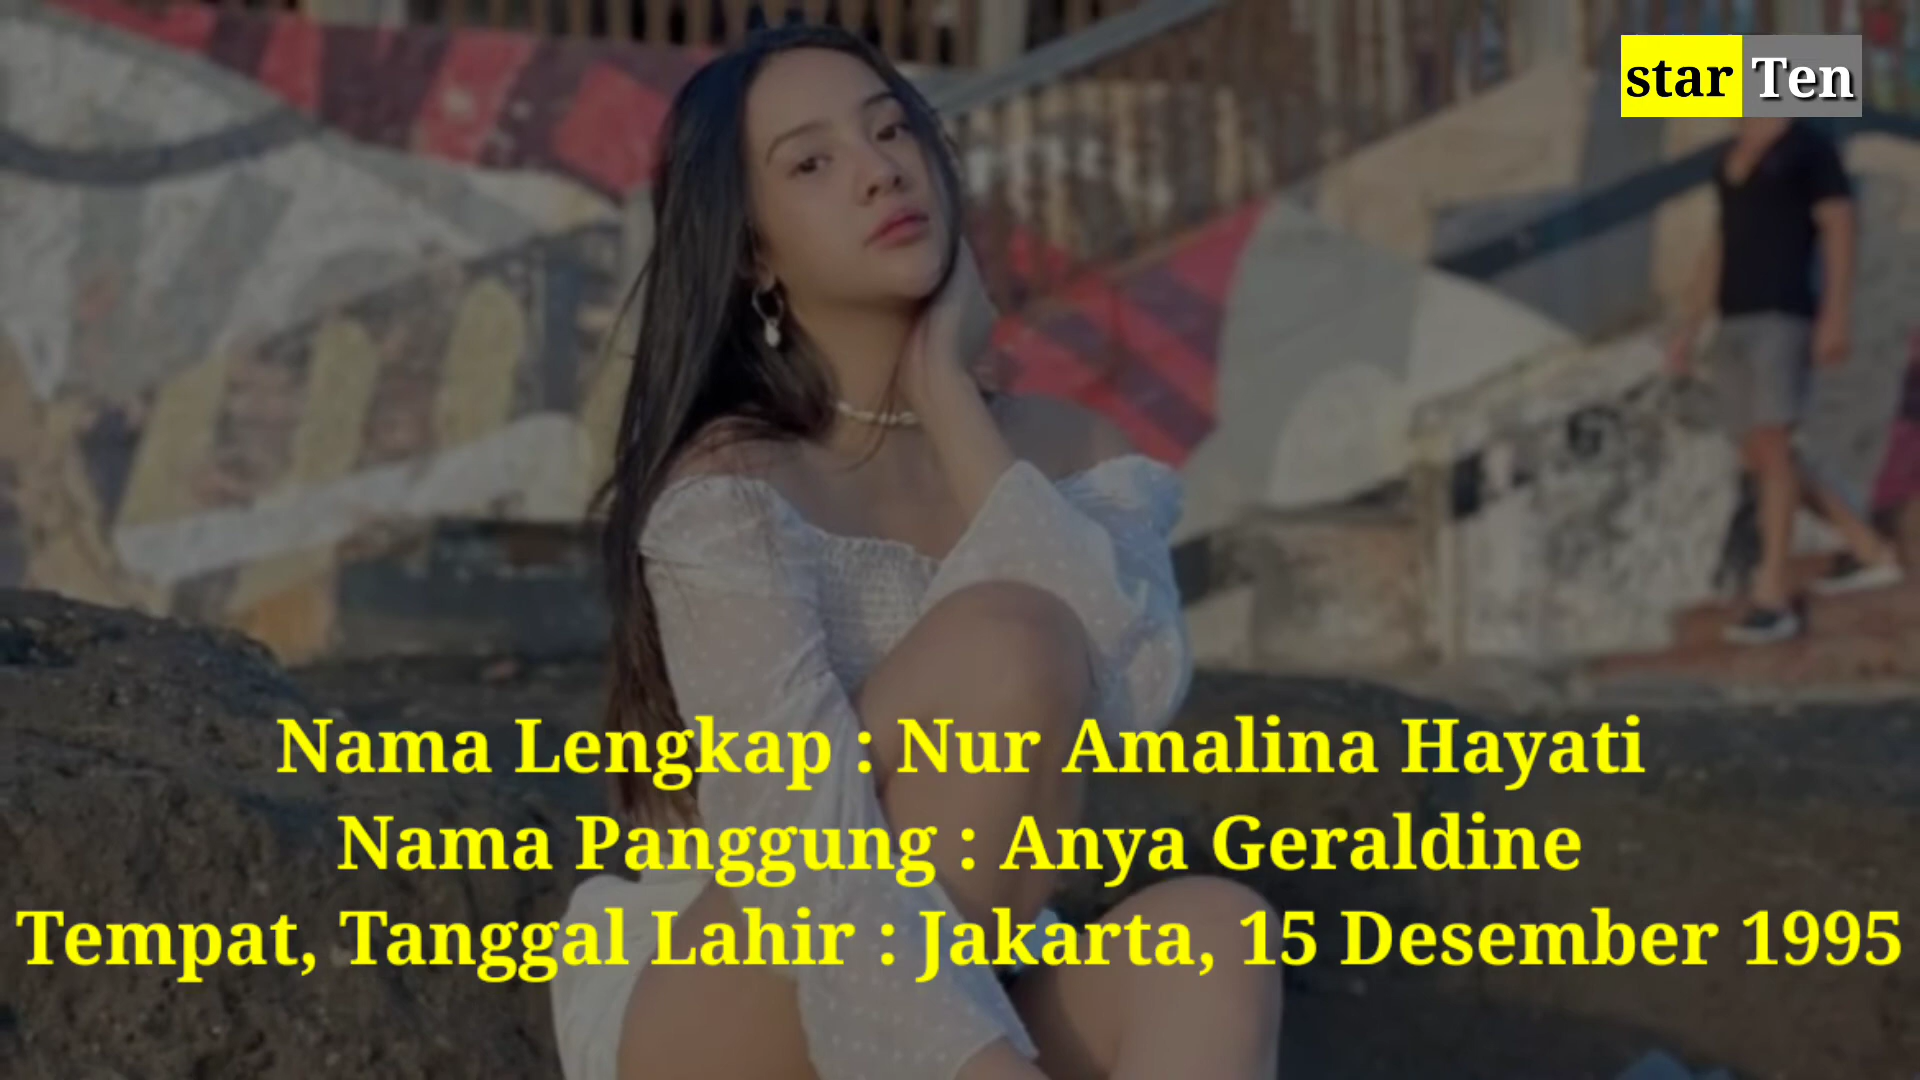 star Ten
Nama Lengkap : Nur Amalina Hayati
Nama Panggung : Anya Geraldine
Tempat, Tanggal Lahir : Jakarta, 15 Desember 1995